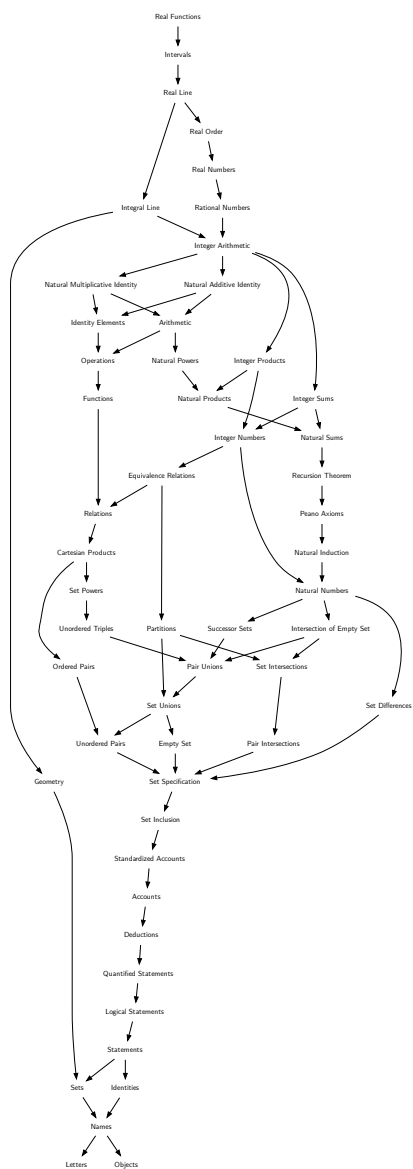 Real Functions
Intervals
Real Line
Real Order
Real Numbers
Integral Line
Rational Numbers
Integer Arithmetic
Natural Multiplicative Identity
Natural Additive Identity
Identity Elements
Arithmetic
Operations
Natural Powers
Integer Products
Functions
Natural Products
Integer Sums
Integer Numbers
Natural Sums
Equivalence Relations
Recursion Theorem
Relations
Peano Axioms
Cartesian Products
Natural Induction
Set Powers
Natural Numbers
Unordered Triples
Partitions
Successor Sets
Intersection of Empty Set
Ordered Pairs
Pair Unions
Set Intersections
Set Unions
Set Differences
Unordered Pairs
Empty Set
Pair Intersections
Geometry
Set Specification
Set Inclusion
Standardized Accounts
Accounts
Deductions
Quantified Statements
Logical Statements
Statements
Sets
Identities
Names
Letters
Objects